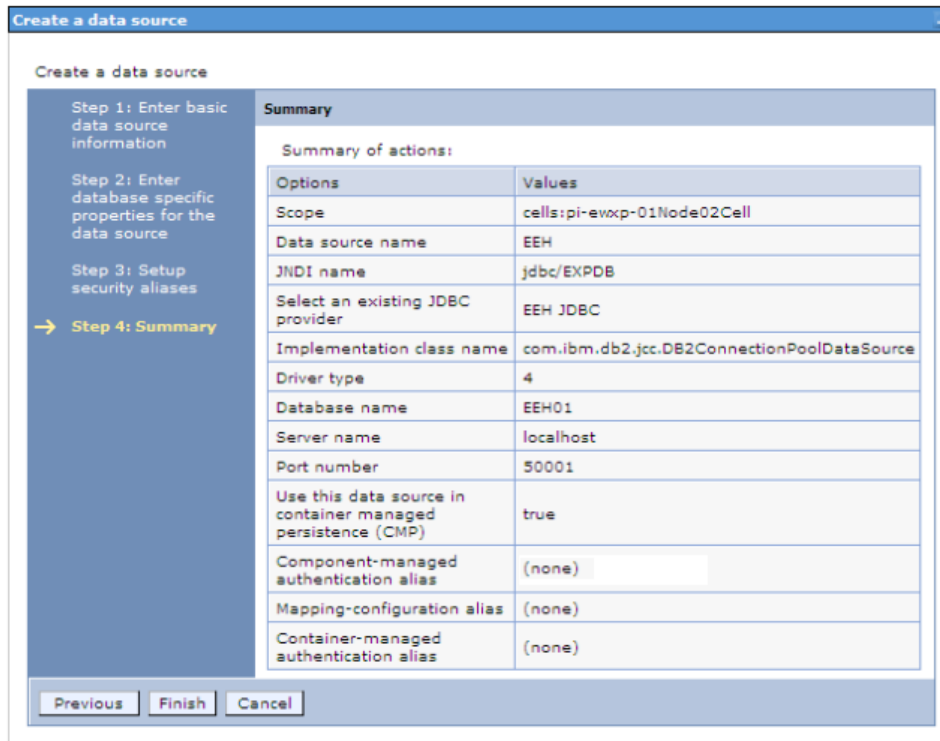 Create a data source
Create a data source
Step 1: Enter basic
data source
information
Step 2: Enter
database specific
properties for the
data source
Step 3: Setup
security aliases
Step 4: Summary
Summary
Summary of actions:
Options Values
Scope cells:pi-ewxp-01Node02Cell
Data source name EEH
JNDI name jdbc/EXPDB
Select an existing JDBC
provider EEH JDBC
Implementation class name com.ibm.db2.jcc.DB2ConnectionPoolDataSource
Driver type 4
Database name EEH01
Server name localhost
Port number 50001
Use this data source in
container managed
persistence (CMP) true
Component-managed
authentication alias (none)
Mapping-configuration alias (none)
Container-managed
authentication alias (none)
Previous Finish Cancel